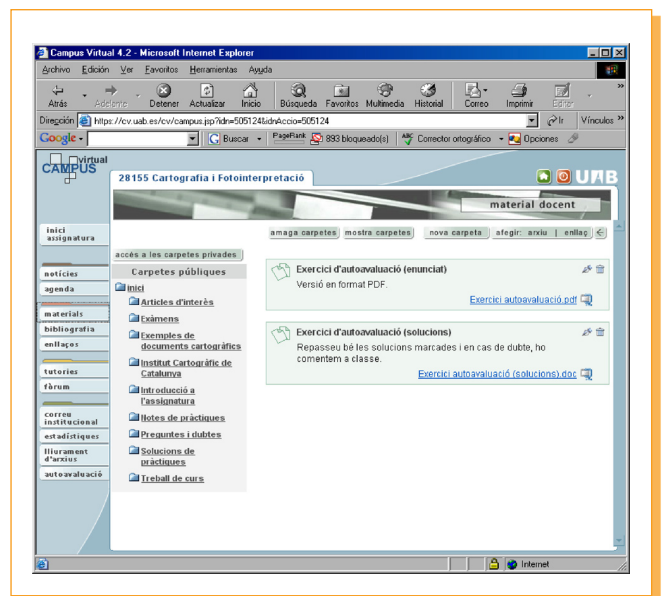 Campus Virtual 4.2 - Microsoft Internet Explorer
Archivo Edición Ver Favoritos Herramientas Ayuda
Atrás Adelante Detener Actualizar Inicio Búsqueda Favoritos Multimedia Historial Correo Imprimir Editar »
Dirección https://cv.uab.es/cv/campus.jsp?idn=505124&idnAccio=505124 Ir Vínculos »
Google Buscar PageRank 893 bloqueado(s) Corrector ortográfico Opciones
virtual
CAMPUS
28155 Cartografia i Fotointerpretació UAB
material docent
inici
assignatura
amaga carpetes mostra carpetes nova carpeta afegir: arxiu | enllaç
accés a les carpetes privades
notícies
agenda
materials
bibliografia
enllaços
tutories
fòrum
correu
institucional
estadístiques
lliurament
d'arxius
autoavaluació
Carpetes públiques
inici
Articles d'interès
Exàmens
Exemples de
documents cartogràfics
Institut Cartogràfic de
Catalunya
Introducció a
l'assignatura
Notes de pràctiques
Preguntes i dubtes
Solucions de
pràctiques
Treball de curs
Exercici d'autoavaluació (enunciat)
Versió en format PDF.
Exercici autoavaluació.pdf
Exercici d'autoavaluació (solucions)
Repasseu bé les solucions marcades i en cas de dubte, ho
comentem a classe.
Exercici autoavaluació (solucions).doc
Internet